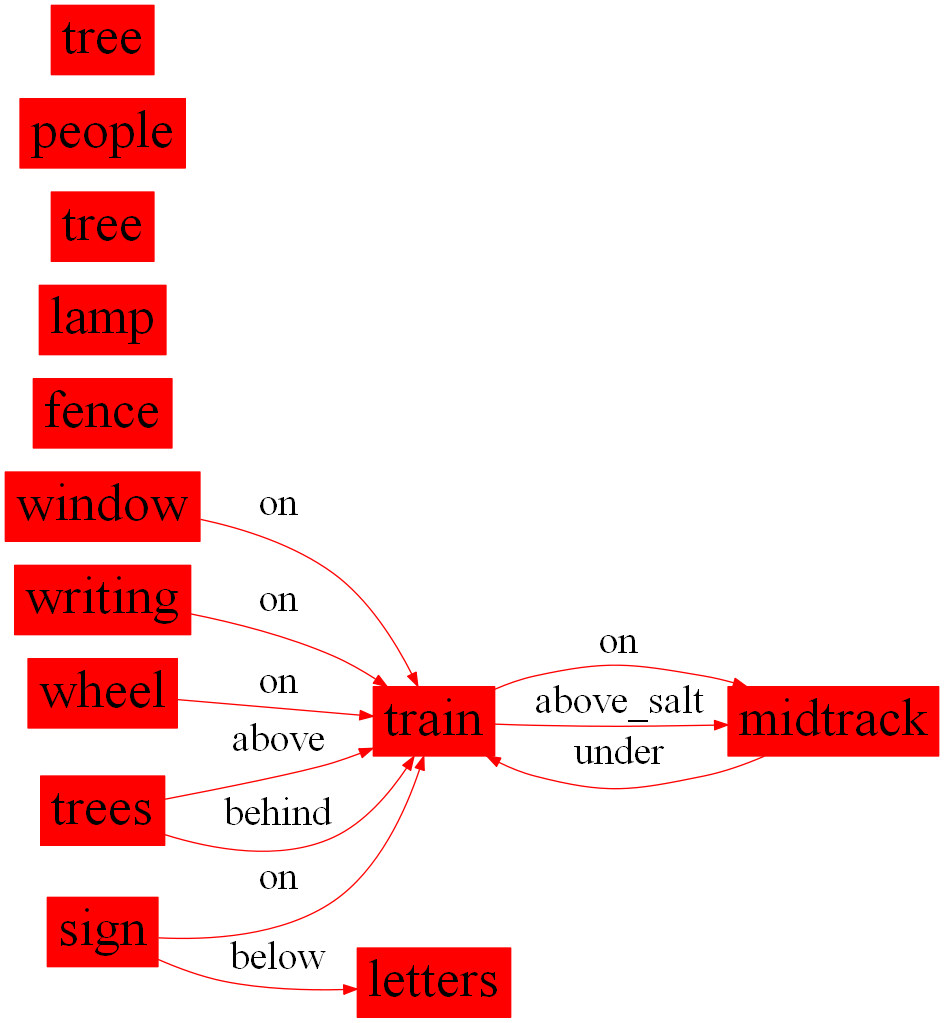 tree
people
tree
lamp
fence
window
on
writing
on
wheel
on
trees
above
behind
sign
on
below
letters
train
on
above_salt
under
midtrack